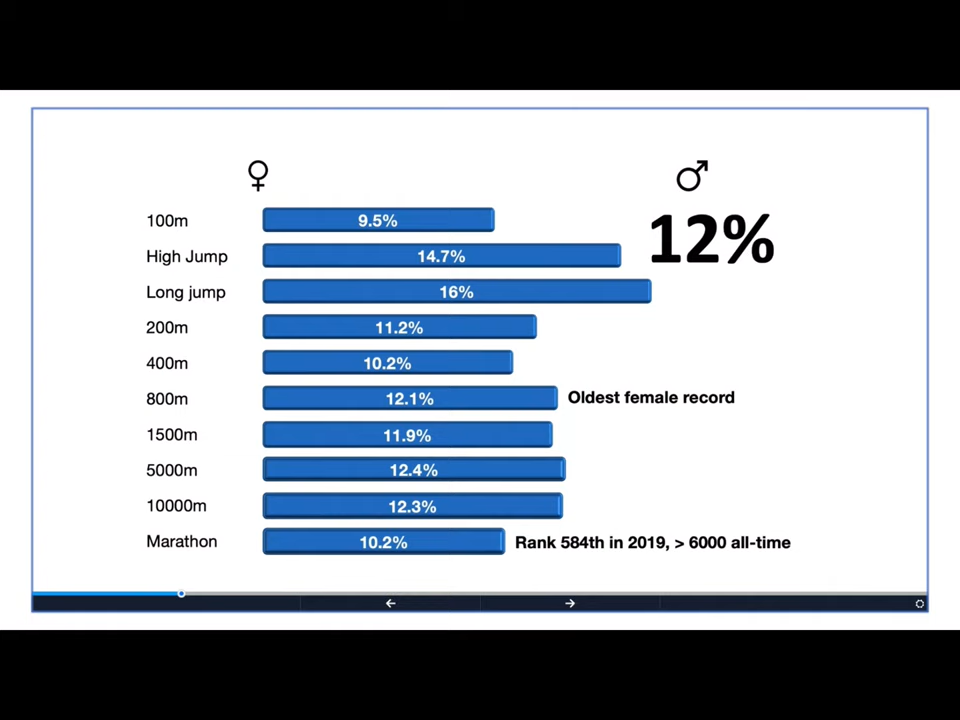 ♀ ♂
100m 9.5%
12%
High Jump 14.7%
Long jump 16%
200m 11.2%
400m 10.2%
800m 12.1% Oldest female record
1500m 11.9%
5000m 12.4%
10000m 12.3%
Marathon 10.2% Rank 584th in 2019, > 6000 all-time